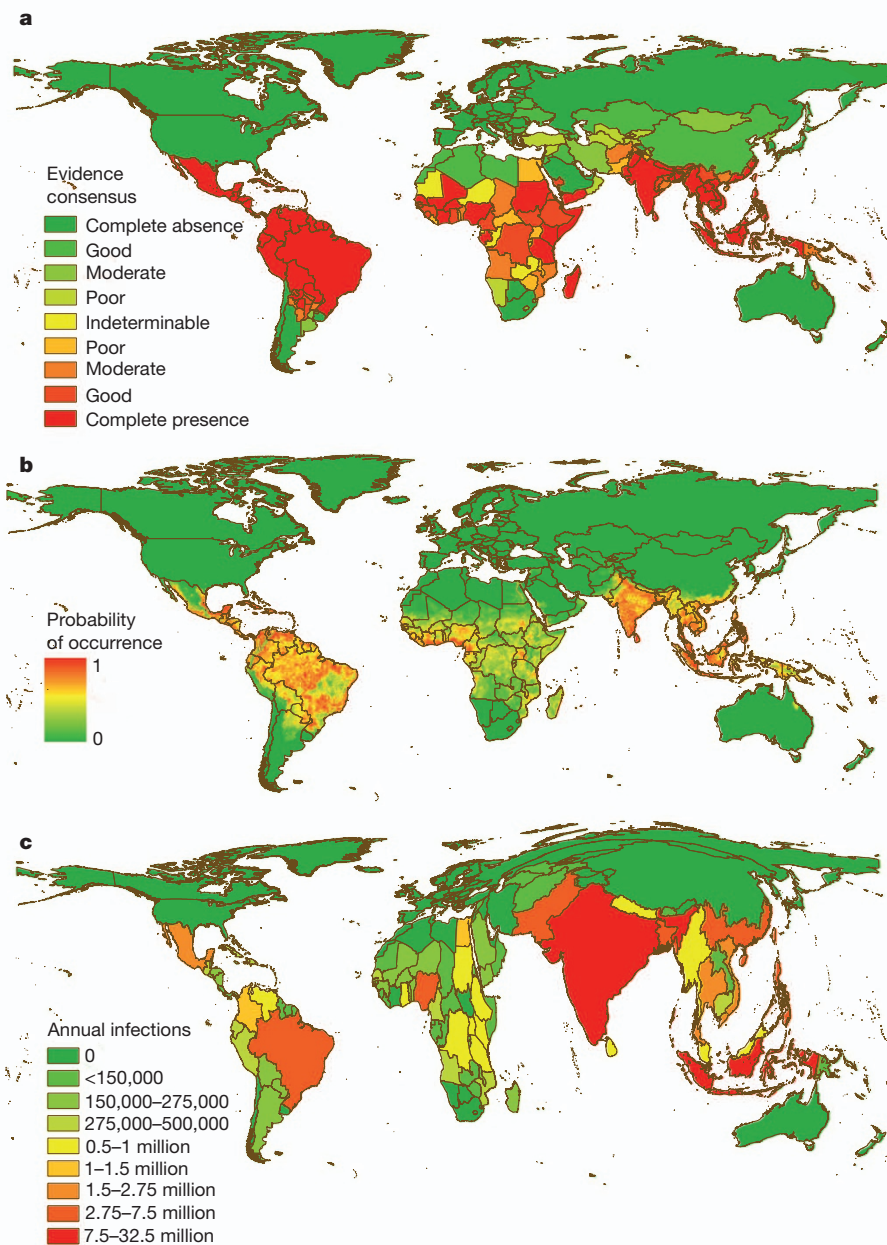 a
Evidence
consensus
Complete absence
Good
Moderate
Poor
Indeterminable
Poor
Moderate
Good
Complete presence
b
Probability
of occurrence
1
0
c
Annual infections
0
<150,000
150,000–275,000
275,000–500,000
0.5–1 million
1–1.5 million
1.5–2.75 million
2.75–7.5 million
7.5–32.5 million